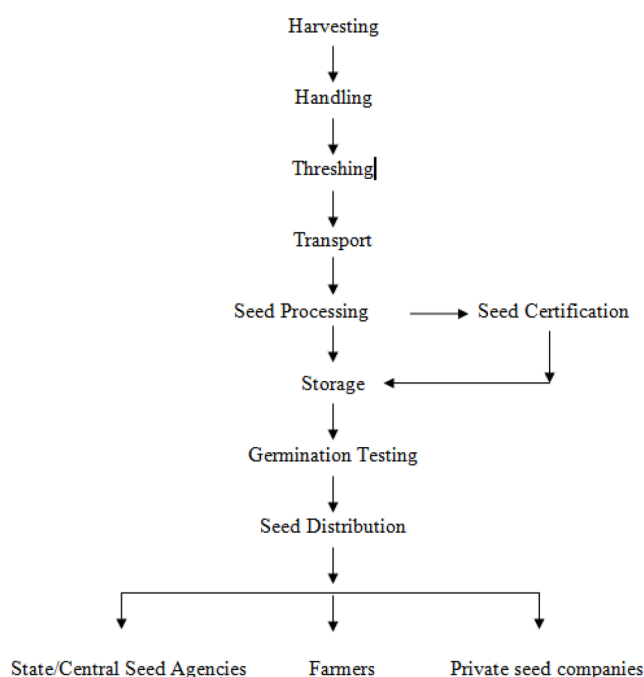 Harvesting
Handling
Threshing
Transport
Seed Processing
Seed Certification
Storage
Germination Testing
Seed Distribution
State/Central Seed Agencies
Farmers
Private seed companies